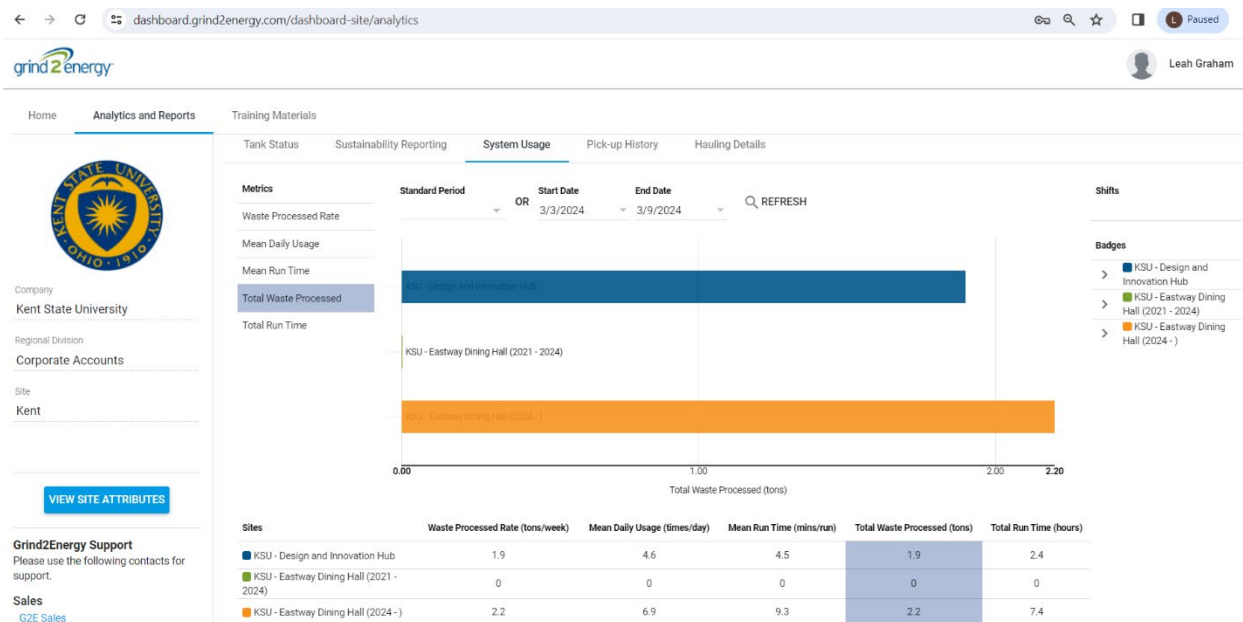 dashboard.grind2energy.com/dashboard-site/analytics
L Paused
grind2energy
Leah Graham
Home Analytics and Reports Training Materials
Tank Status Sustainability Reporting System Usage Pick-up History Hauling Details
KENT STATE UNIVERSITY
· OHIO · 1910 ·
Company
Kent State University
Regional Division
Corporate Accounts
Site
Kent
VIEW SITE ATTRIBUTES
Grind2Energy Support
Please use the following contacts for
support.
Sales
G2E Sales
Metrics
Waste Processed Rate
Mean Daily Usage
Mean Run Time
Total Waste Processed
Total Run Time
Standard Period OR Start Date End Date
3/3/2024 3/9/2024 REFRESH
KSU - Design and Innovation Hub
KSU - Eastway Dining Hall (2021 - 2024)
KSU - Eastway Dining Hall (2024 - )
0.00 1.00 2.00 2.20
Total Waste Processed (tons)
Shifts
Badges
KSU - Design and
Innovation Hub
KSU - Eastway Dining
Hall (2021 - 2024)
KSU - Eastway Dining
Hall (2024 - )
Sites Waste Processed Rate (tons/week) Mean Daily Usage (times/day) Mean Run Time (mins/run) Total Waste Processed (tons) Total Run Time (hours)
KSU - Design and Innovation Hub 1.9 4.6 4.5 1.9 2.4
KSU - Eastway Dining Hall (2021 -
2024) 0 0 0 0 0
KSU - Eastway Dining Hall (2024 - ) 2.2 6.9 9.3 2.2 7.4